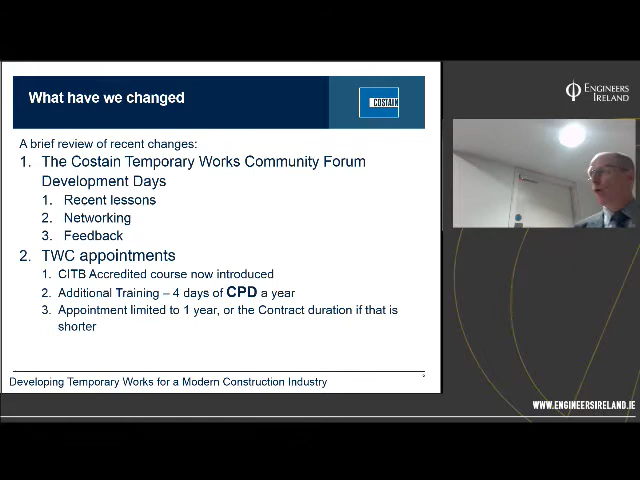 What have we changed
COSTAIN
ENGINEERS
IRELAND
A brief review of recent changes:
1. The Costain Temporary Works Community Forum
Development Days
1. Recent lessons
2. Networking
3. Feedback
2. TWC appointments
1. CITB Accredited course now introduced
2. Additional Training – 4 days of CPD a year
3. Appointment limited to 1 year, or the Contract duration if that is
shorter
Developing Temporary Works for a Modern Construction Industry
WWW.ENGINEERSIRELAND.IE